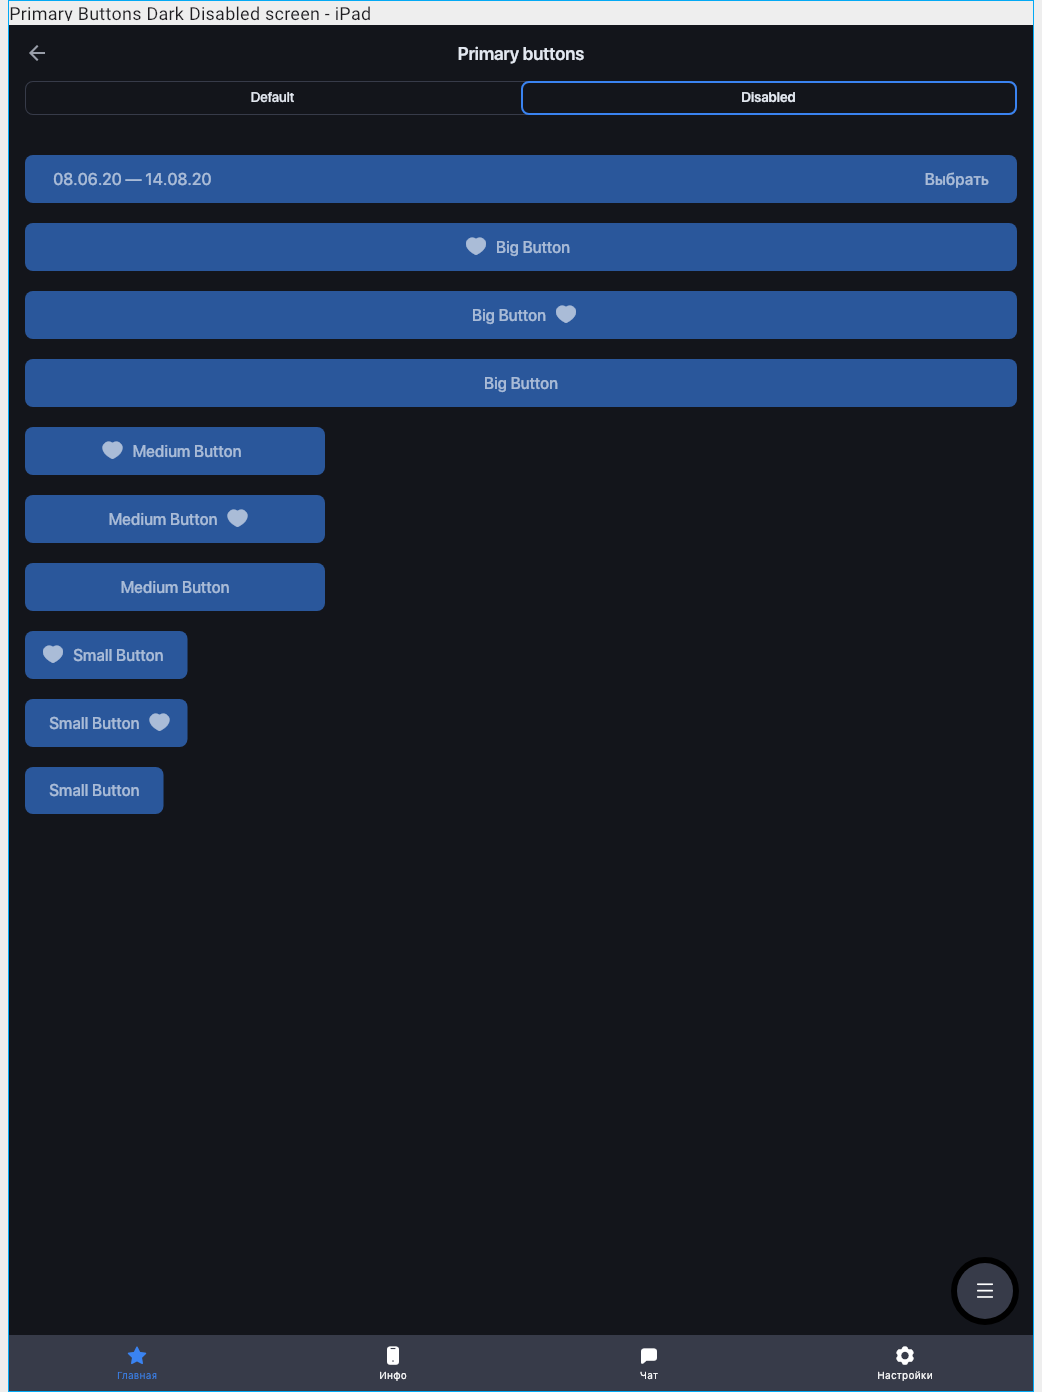 Primary Buttons Dark Disabled screen - iPad
Primary buttons
Default
Disabled
08.06.20 — 14.08.20
Выбрать
Big Button
Big Button
Big Button
Medium Button
Medium Button
Medium Button
Small Button
Small Button
Small Button
Главная
Инфо
Чат
Настройки